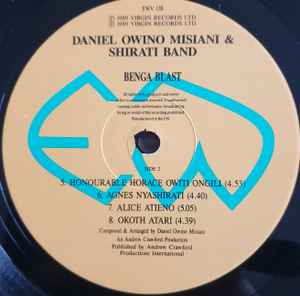 EWV 13B
℗ 1989 VIRGIN RECORDS LTD
© 1989 VIRGIN RECORDS LTD
DANIEL OWINO MISIANI &
SHIRATI BAND
BENGA BLAST
SIDE 2
5. HONOURABLE HORACE OWITI ONGILI (4.53)
6. AGNES NYASHIRATI (4.40)
7. ALICE ATIENO (5.05)
8. OKOTH ATARI (4.39)
Composed & Arranged by Daniel Owino Misiani
An Andrew Crawford Production
Published by Andrew Crawford
Productions International